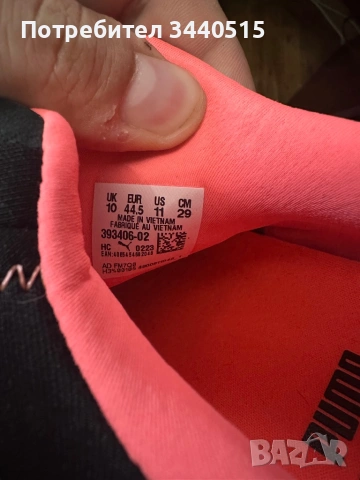 Потребител 3440515
UK EUR US CM
10 44.5 11 29
MADE IN VIETNAM
FABRIQUÉ AU VIETNAM
393406-02
HC 0223
PUMA
BAZAR